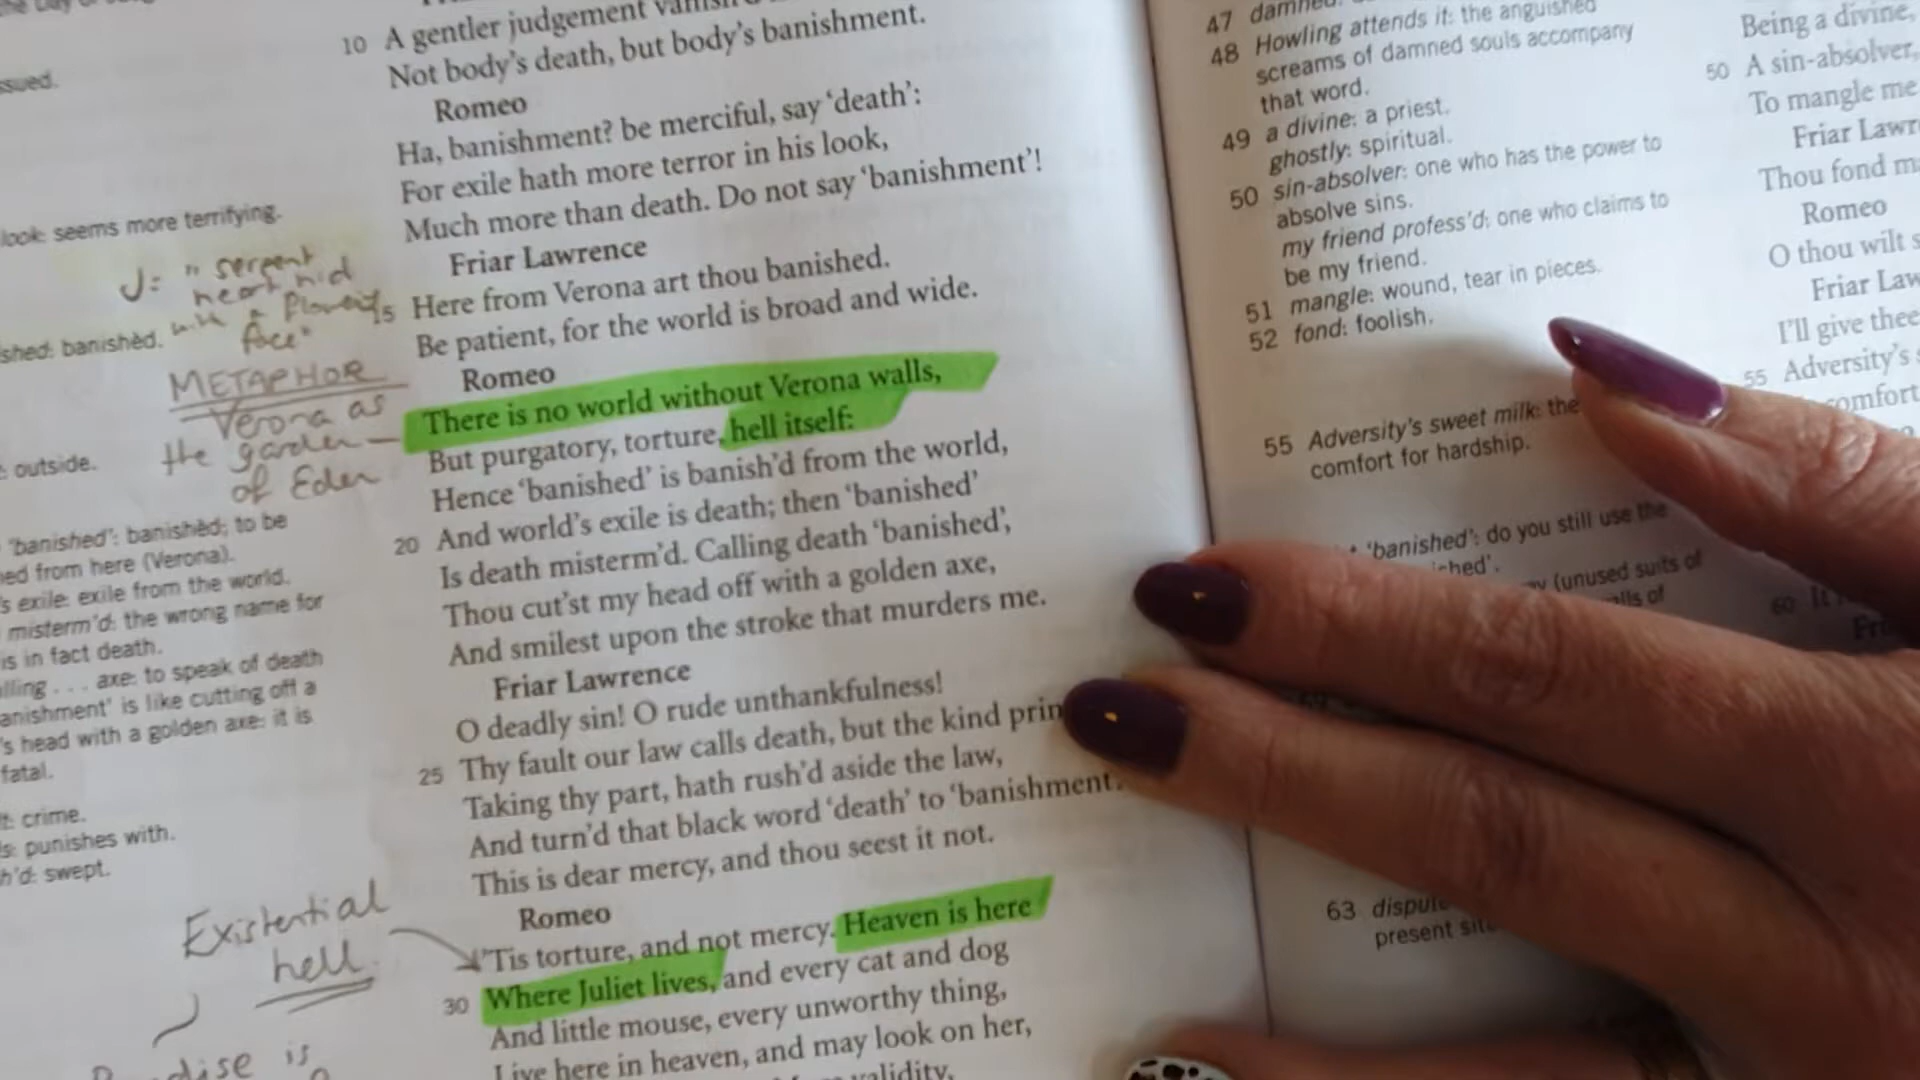 ssued.
look: seems more terrifying.
J: "serpent
heart hid
with a flowering
face"
shed: banishèd.
METAPHOR
Verona as
the garden
of Eden
: outside.
'banished': banishèd; to be
ed from here (Verona).
's exile: exile from the world.
misterm'd: the wrong name for
is in fact death.
lling . . . axe: to speak of death
anishment' is like cutting off a
's head with a golden axe: it is
fatal.
t: crime.
s: punishes with.
h'd: swept.
Existential
hell
is
10 A gentler judgement
Not body's death, but body's banishment.
Romeo
Ha, banishment? be merciful, say 'death':
For exile hath more terror in his look,
Much more than death. Do not say 'banishment'!
Friar Lawrence
15 Here from Verona art thou banished.
Be patient, for the world is broad and wide.
Romeo
There is no world without Verona walls,
But purgatory, torture, hell itself:
Hence 'banished' is banish'd from the world,
20 And world's exile is death; then 'banished'
Is death misterm'd. Calling death 'banished',
Thou cut'st my head off with a golden axe,
And smilest upon the stroke that murders me.
Friar Lawrence
O deadly sin! O rude unthankfulness!
25 Thy fault our law calls death, but the kind prin
Taking thy part, hath rush'd aside the law,
And turn'd that black word 'death' to 'banishment.
This is dear mercy, and thou seest it not.
Romeo
'Tis torture, and not mercy. Heaven is here
30 Where Juliet lives, and every cat and dog
And little mouse, every unworthy thing,
Live here in heaven, and may look on her,
validity,
47 damned:
48 Howling attends it: the anguished
screams of damned souls accompany
that word.
49 a divine: a priest.
ghostly: spiritual.
50 sin-absolver: one who has the power to
absolve sins.
my friend profess'd: one who claims to
be my friend.
51 mangle: wound, tear in pieces.
52 fond: foolish.
55 Adversity's sweet milk: the
comfort for hardship.
'banished': do you still use the
shed'.
(unused suits of
63 dispute
present
Being a divine,
50 A sin-absolver,
To mangle me
Friar Lawr
Thou fond m
Romeo
O thou wilt s
Friar Law
I'll give thee
55 Adversity's s
comfort
60